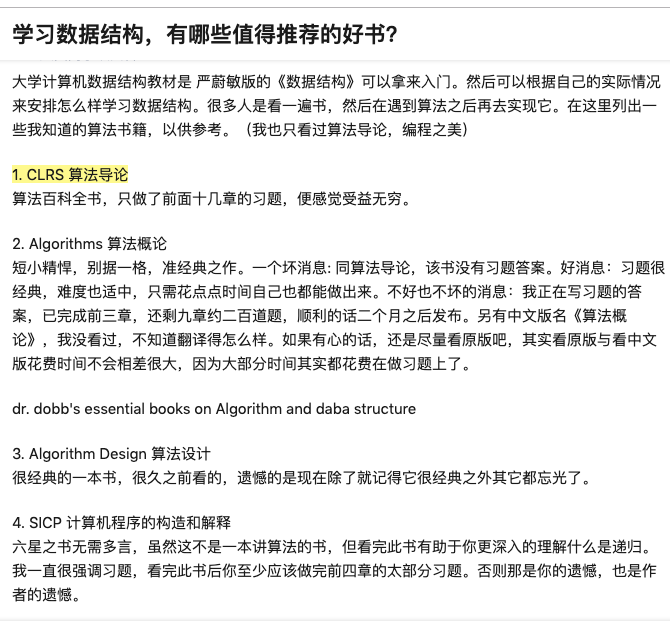 学习数据结构，有哪些值得推荐的好书？
大学计算机数据结构教材是 严蔚敏版的《数据结构》可以拿来入门。然后可以根据自己的实际情况
来安排怎么样学习数据结构。很多人是看一遍书，然后在遇到算法之后再去实现它。在这里列出一
些我知道的算法书籍，以供参考。（我也只看过算法导论，编程之美）
1. CLRS 算法导论
算法百科全书，只做了前面十几章的习题，便感觉受益无穷。
2. Algorithms 算法概论
短小精悍，别据一格，准经典之作。一个坏消息: 同算法导论，该书没有习题答案。好消息：习题很
经典，难度也适中，只需花点点时间自己也都能做出来。不好也不坏的消息：我正在写习题的答
案，已完成前三章，还剩九章约二百道题，顺利的话二个月之后发布。另有中文版名《算法概
论》，我没看过，不知道翻译得怎么样。如果有心的话，还是尽量看原版吧，其实看原版与看中文
版花费时间不会相差很大，因为大部分时间其实都花费在做习题上了。
dr. dobb's essential books on Algorithm and daba structure
3. Algorithm Design 算法设计
很经典的一本书，很久之前看的，遗憾的是现在除了就记得它很经典之外其它都忘光了。
4. SICP 计算机程序的构造和解释
六星之书无需多言，虽然这不是一本讲算法的书，但看完此书有助于你更深入的理解什么是递归。
我一直很强调习题，看完此书后你至少应该做完前四章的太部分习题。否则那是你的遗憾，也是作
者的遗憾。